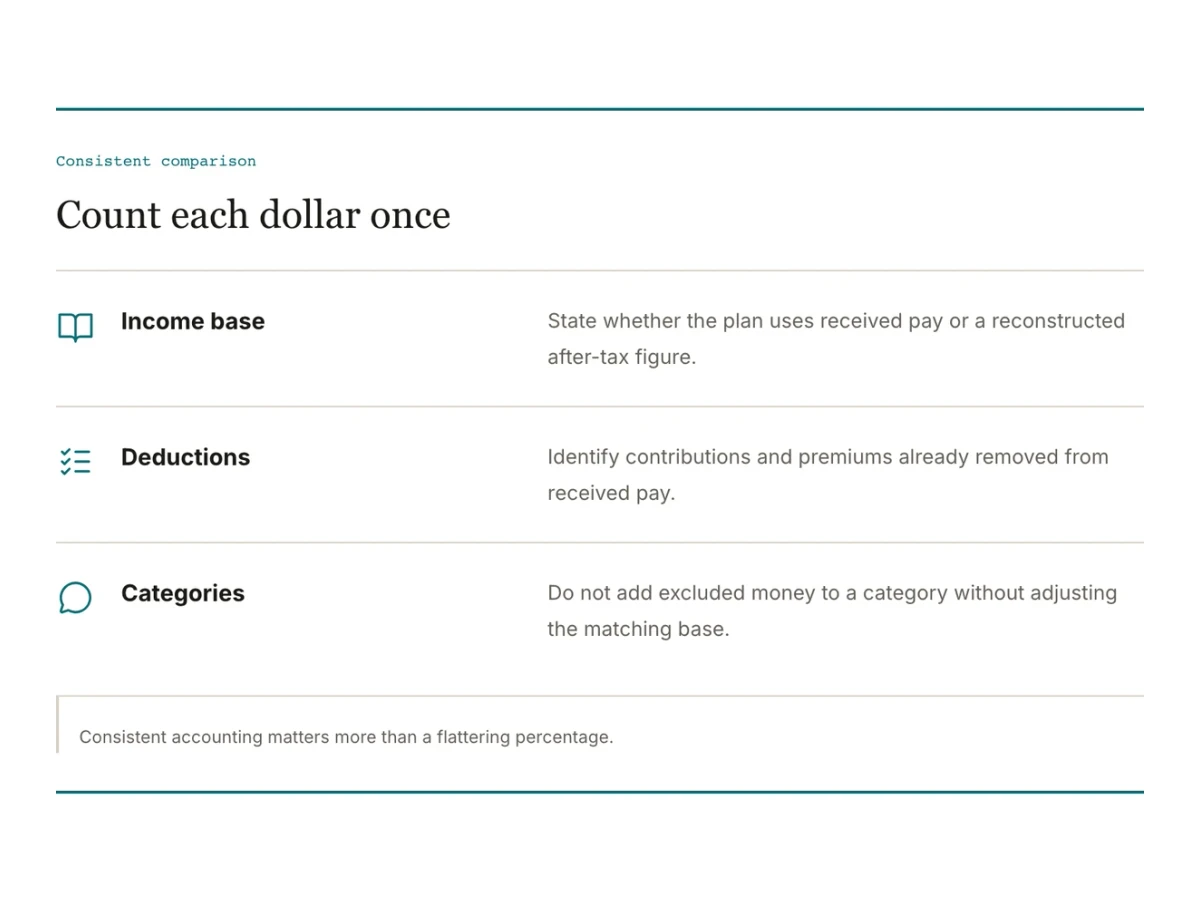 Consistent comparison
Count each dollar once
Income base
State whether the plan uses received pay or a reconstructed
after-tax figure.
Deductions
Identify contributions and premiums already removed from
received pay.
Categories
Do not add excluded money to a category without adjusting
the matching base.
Consistent accounting matters more than a flattering percentage.